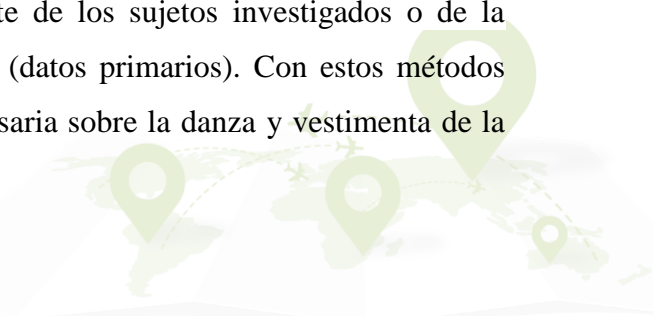 te de los sujetos investigados o de la
(datos primarios). Con estos métodos
saria sobre la danza y vestimenta de la